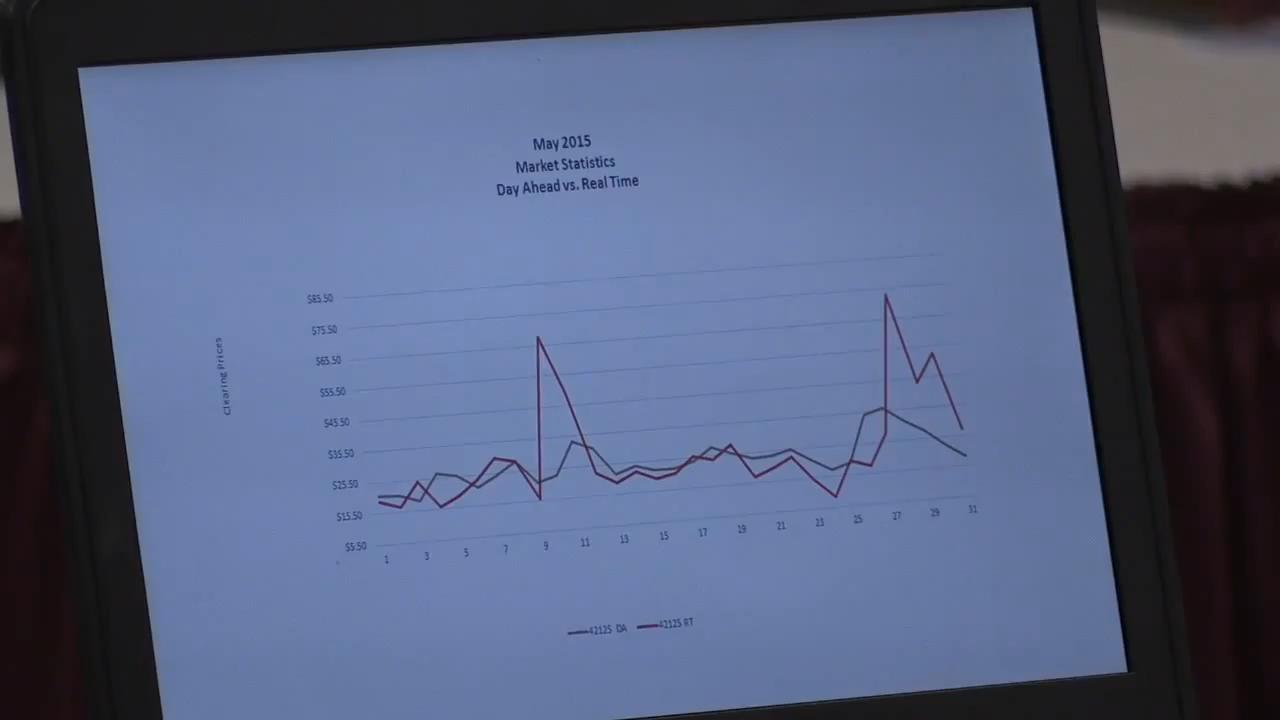 May 2015
Market Statistics
Day Ahead vs. Real Time
Clearing Prices
$85.50
$75.50
$65.50
$55.50
$45.50
$35.50
$25.50
$15.50
$5.50
1 3 5 7 9 11 13 15 17 19 21 23 25 27 29 31
42125 DA 42125 RT